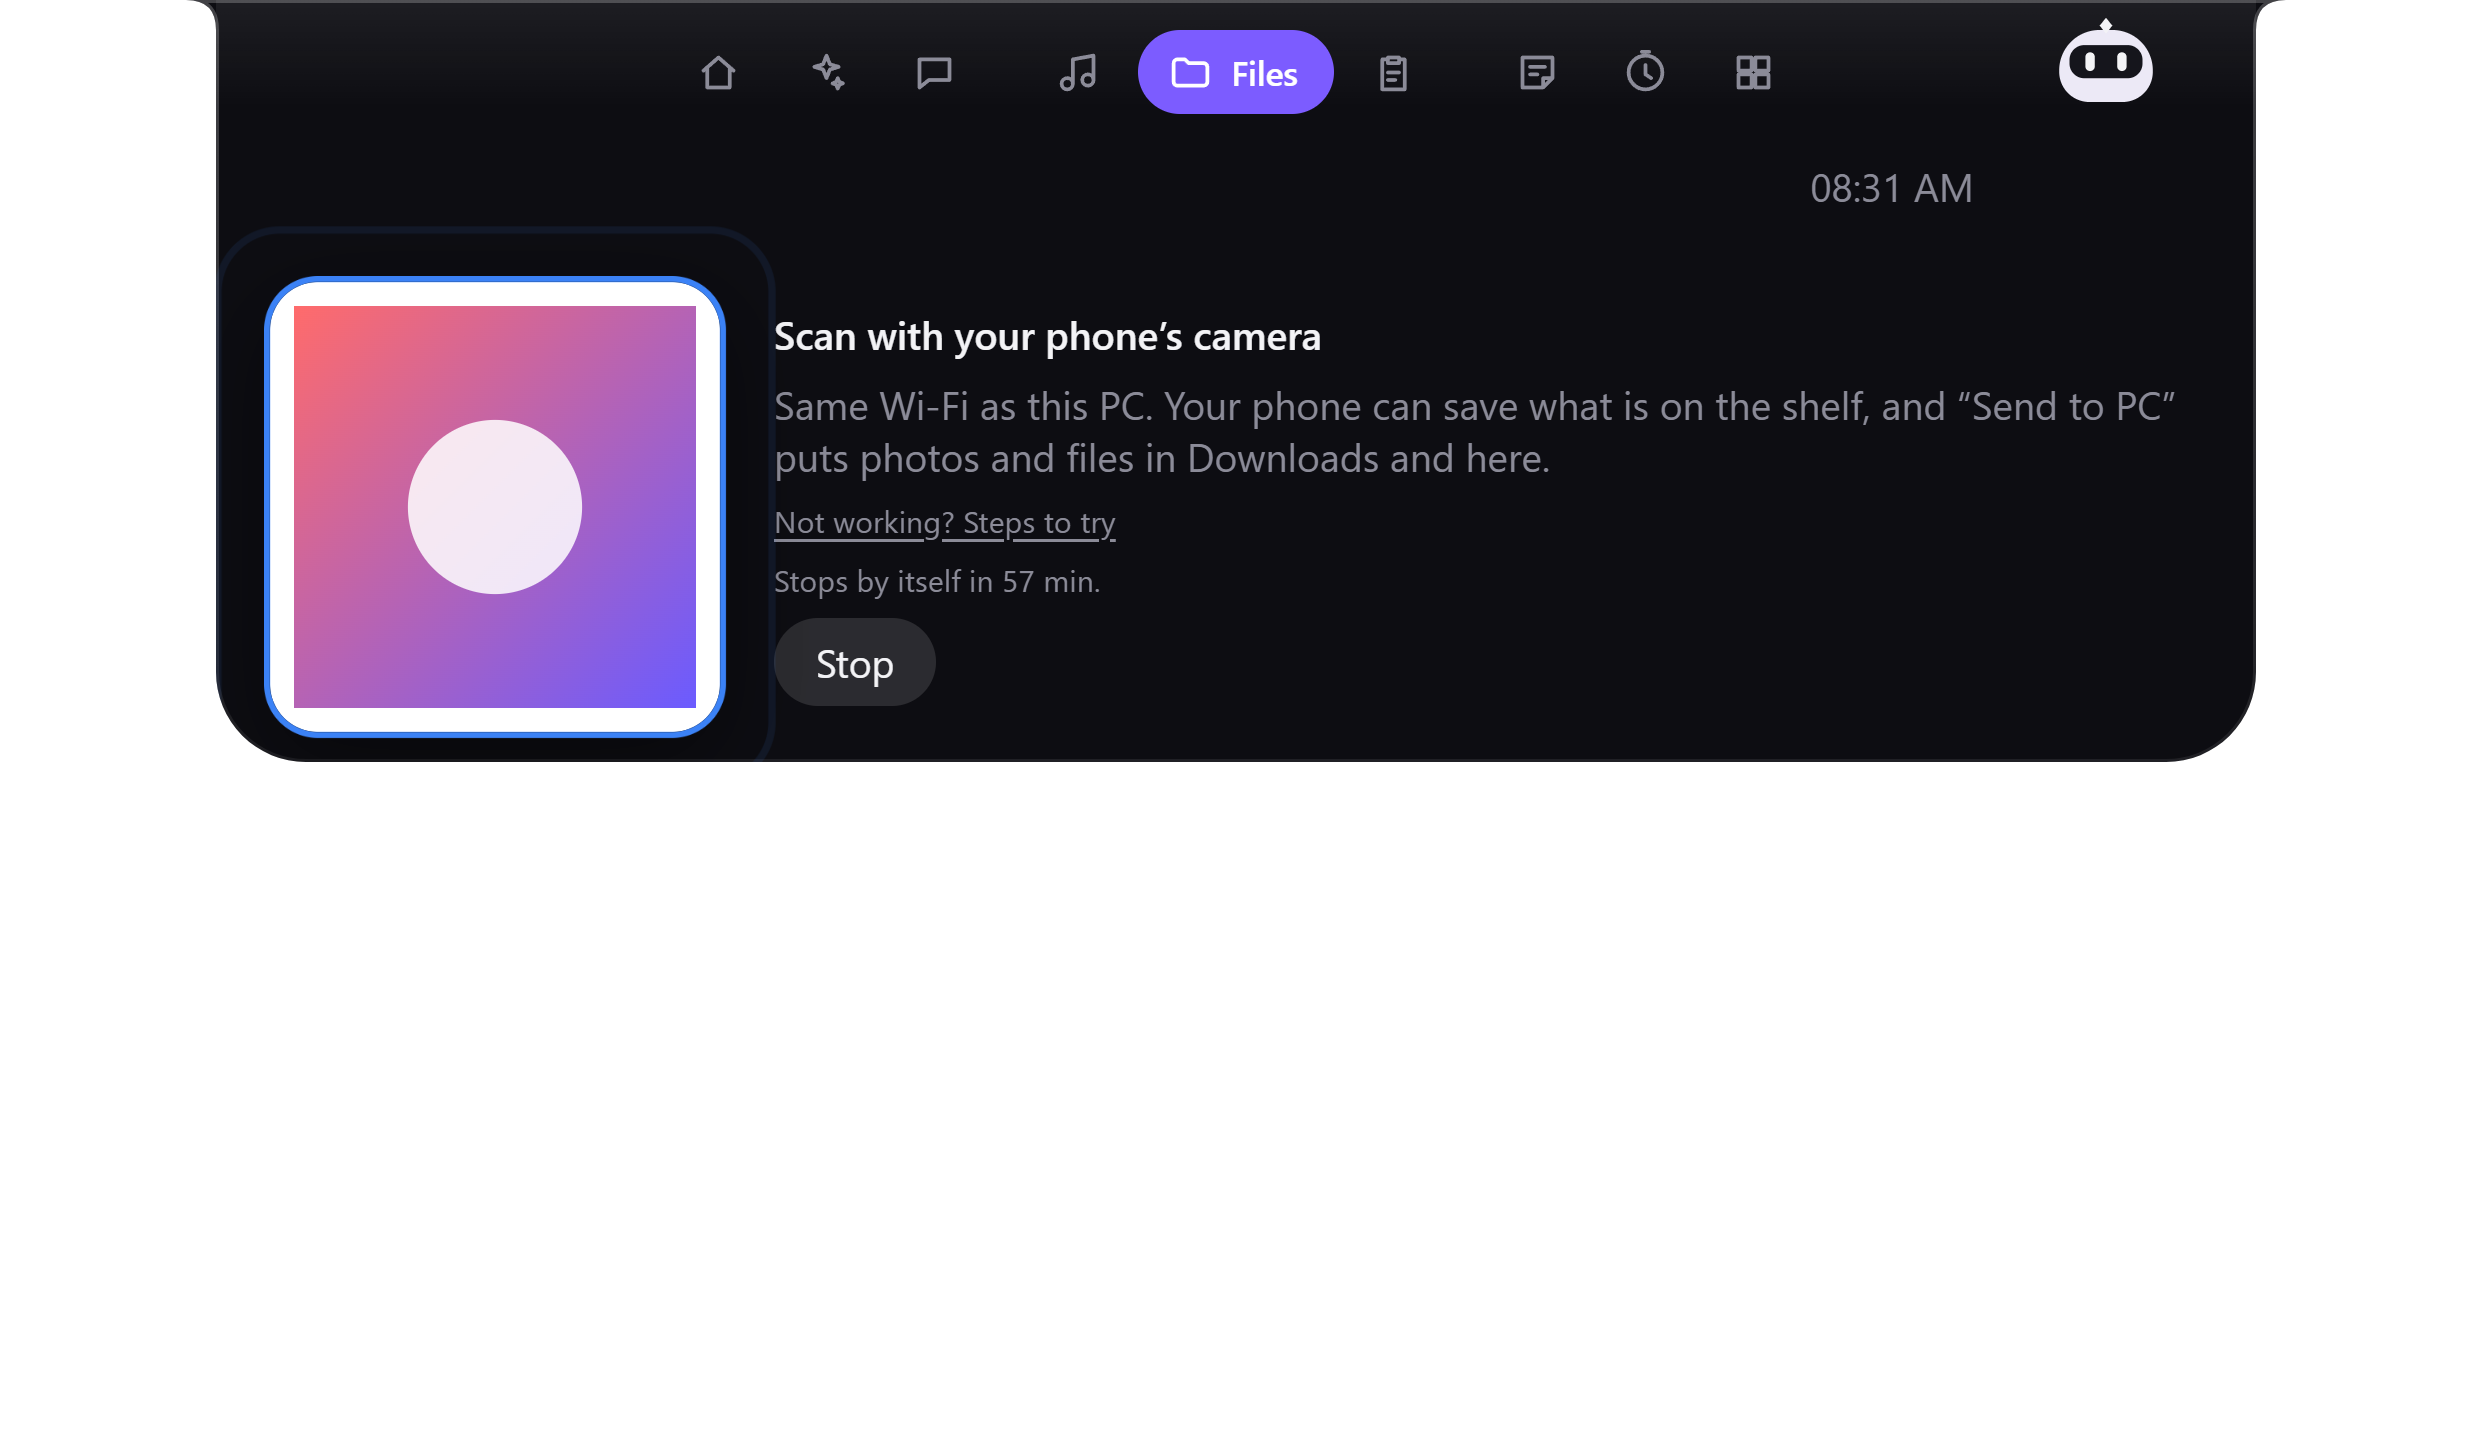 Files
08:31 AM
Scan with your phone’s camera
Same Wi-Fi as this PC. Your phone can save what is on the shelf, and “Send to PC”
puts photos and files in Downloads and here.
Not working? Steps to try
Stops by itself in 57 min.
Stop